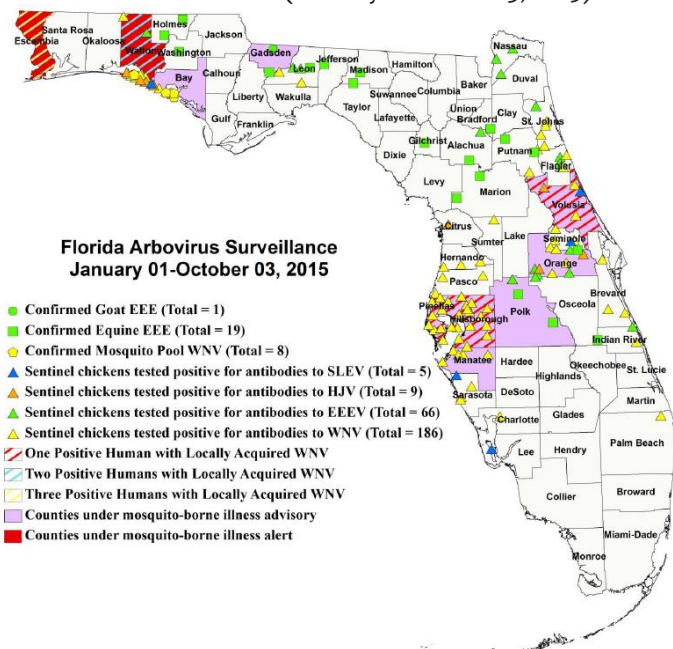 Escambia
Santa Rosa
Okaloosa
Walton
Holmes
Washington
Jackson
Bay
Calhoun
Gulf
Gadsden
Liberty
Franklin
Leon
Wakulla
Jefferson
Madison
Taylor
Hamilton
Suwannee
Lafayette
Columbia
Dixie
Gilchrist
Baker
Union
Bradford
Alachua
Levy
Nassau
Duval
Clay
St. Johns
Putnam
Flagler
Marion
Volusia
Citrus
Sumter
Lake
Seminole
Orange
Hernando
Pasco
Pinellas
Hillsborough
Polk
Osceola
Brevard
Indian River
Manatee
Hardee
Highlands
Okeechobee
St. Lucie
Sarasota
DeSoto
Martin
Charlotte
Glades
Palm Beach
Lee
Hendry
Collier
Broward
Miami-Dade
Monroe
Florida Arbovirus Surveillance
January 01-October 03, 2015
Confirmed Goat EEE (Total = 1)
Confirmed Equine EEE (Total = 19)
Confirmed Mosquito Pool WNV (Total = 8)
Sentinel chickens tested positive for antibodies to SLEV (Total = 5)
Sentinel chickens tested positive for antibodies to HJV (Total = 9)
Sentinel chickens tested positive for antibodies to EEEV (Total = 66)
Sentinel chickens tested positive for antibodies to WNV (Total = 186)
One Positive Human with Locally Acquired WNV
Two Positive Humans with Locally Acquired WNV
Three Positive Humans with Locally Acquired WNV
Counties under mosquito-borne illness advisory
Counties under mosquito-borne illness alert